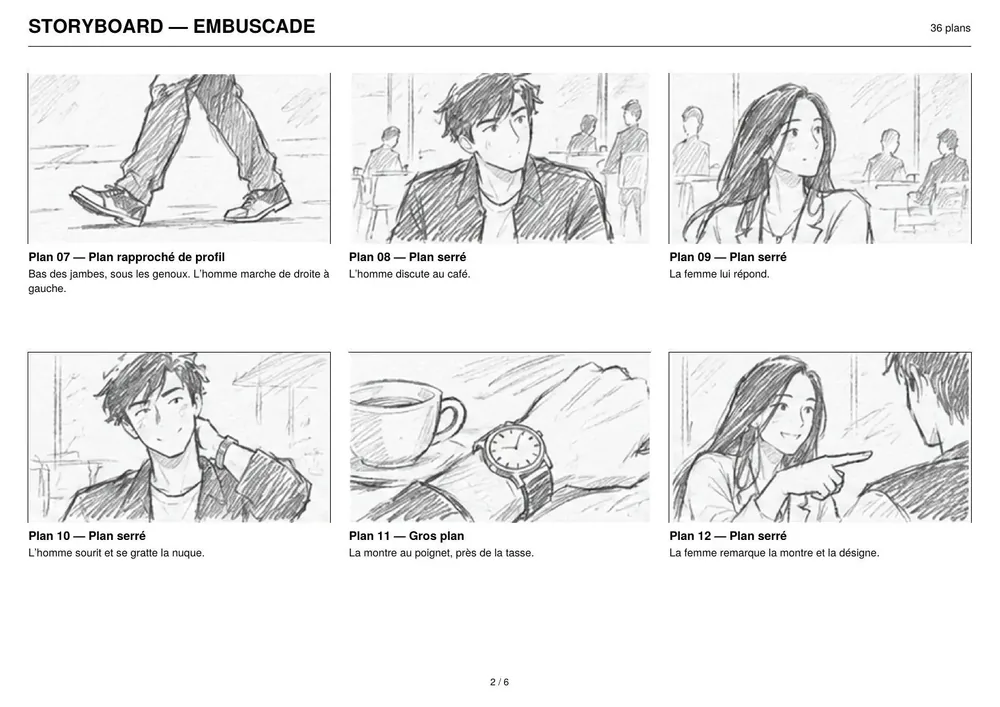 STORYBOARD — EMBUSCADE
36 plans
Plan 07 — Plan rapproché de profil
Bas des jambes, sous les genoux. L’homme marche de droite à
gauche.
Plan 08 — Plan serré
L’homme discute au café.
Plan 09 — Plan serré
La femme lui répond.
Plan 10 — Plan serré
L’homme sourit et se gratte la nuque.
Plan 11 — Gros plan
La montre au poignet, près de la tasse.
Plan 12 — Plan serré
La femme remarque la montre et la désigne.
2 / 6